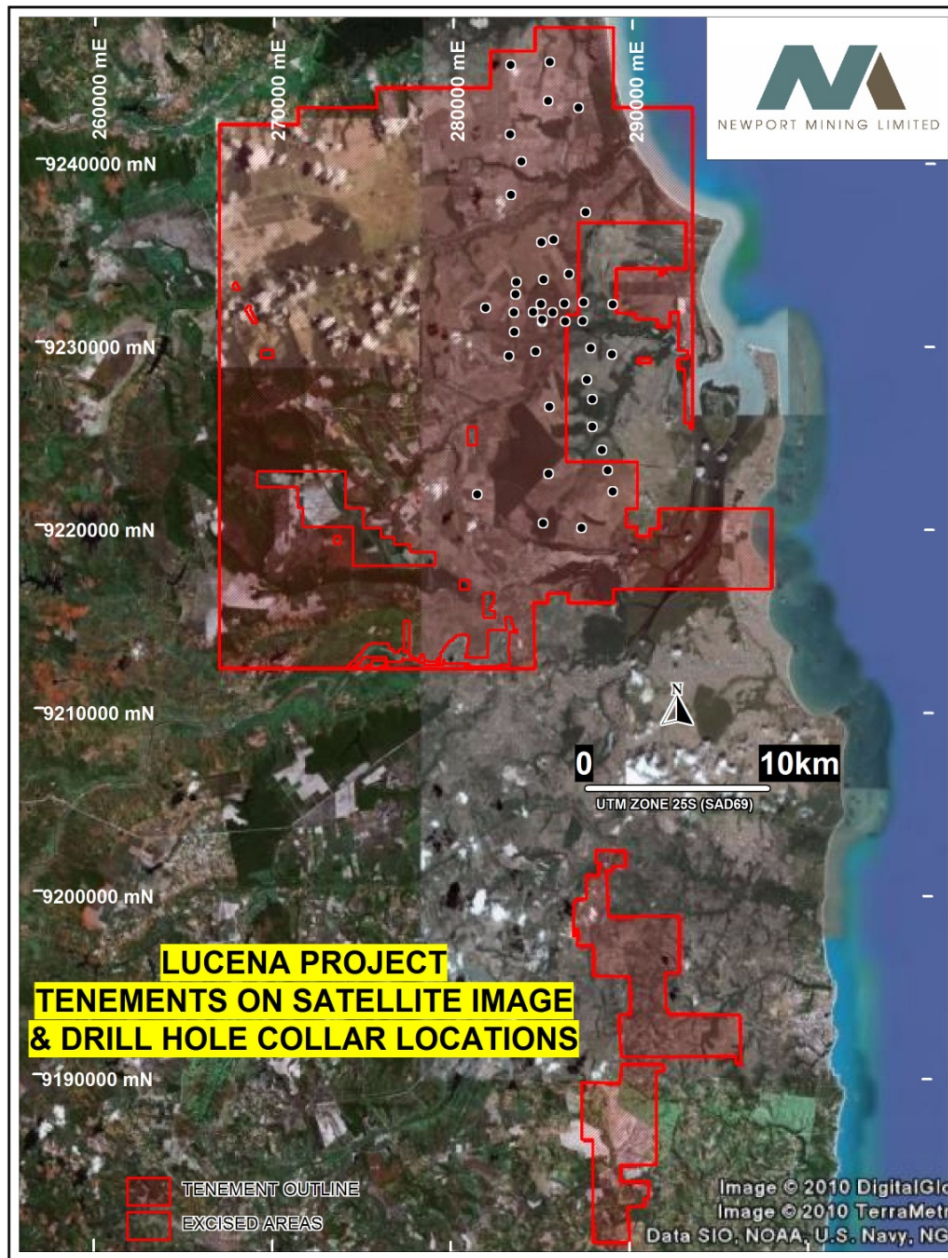 260000 mE
270000 mE
280000 mE
290000 mE
NEWPORT MINING LIMITED
9240000 mN
9230000 mN
9220000 mN
9210000 mN
N
0 10km
UTM ZONE 25S (SAD69)
9200000 mN
LUCENA PROJECT
TENEMENTS ON SATELLITE IMAGE
& DRILL HOLE COLLAR LOCATIONS
9190000 mN
TENEMENT OUTLINE
EXCISED AREAS
Image © 2010 DigitalGlo
Image © 2010 TerraMetr
Data SIO, NOAA, U.S. Navy, NG